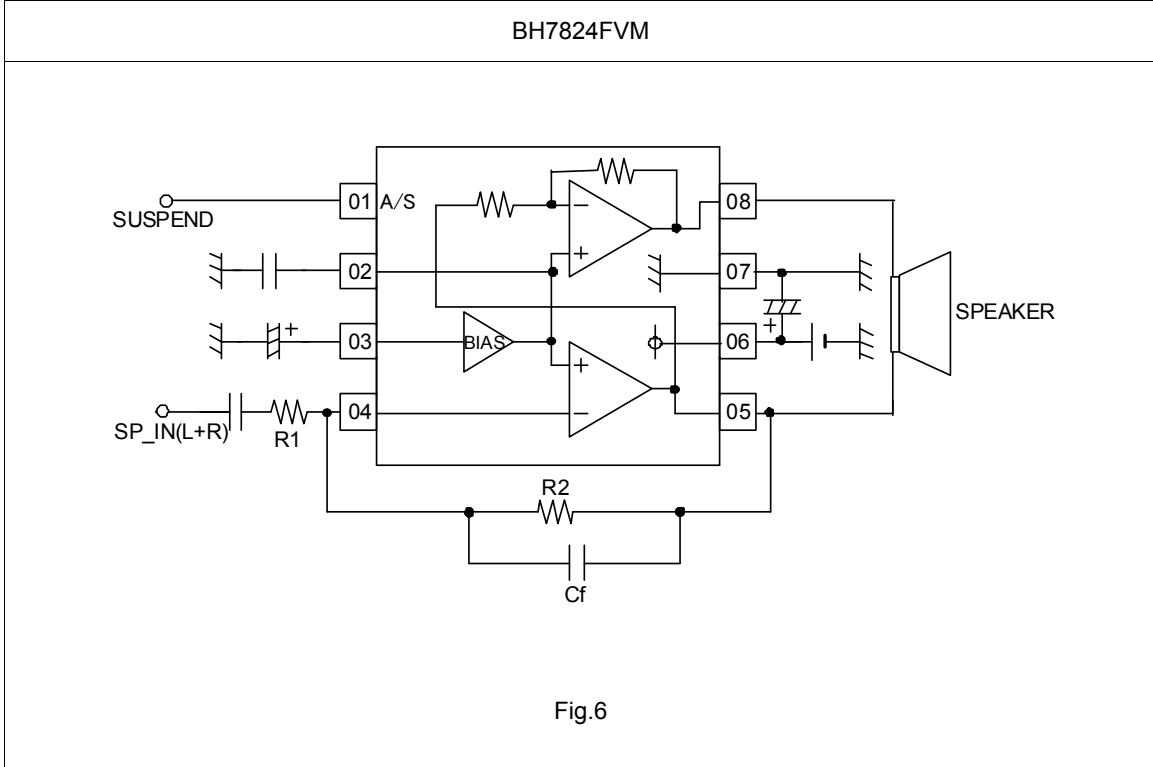 BH7824FVM
SUSPEND
01 A/S
08
02
07
+
03
BIAS
06
+
SPEAKER
SP_IN(L+R)
R1
04
05
−
+
+
−
R2
Cf
Fig.6